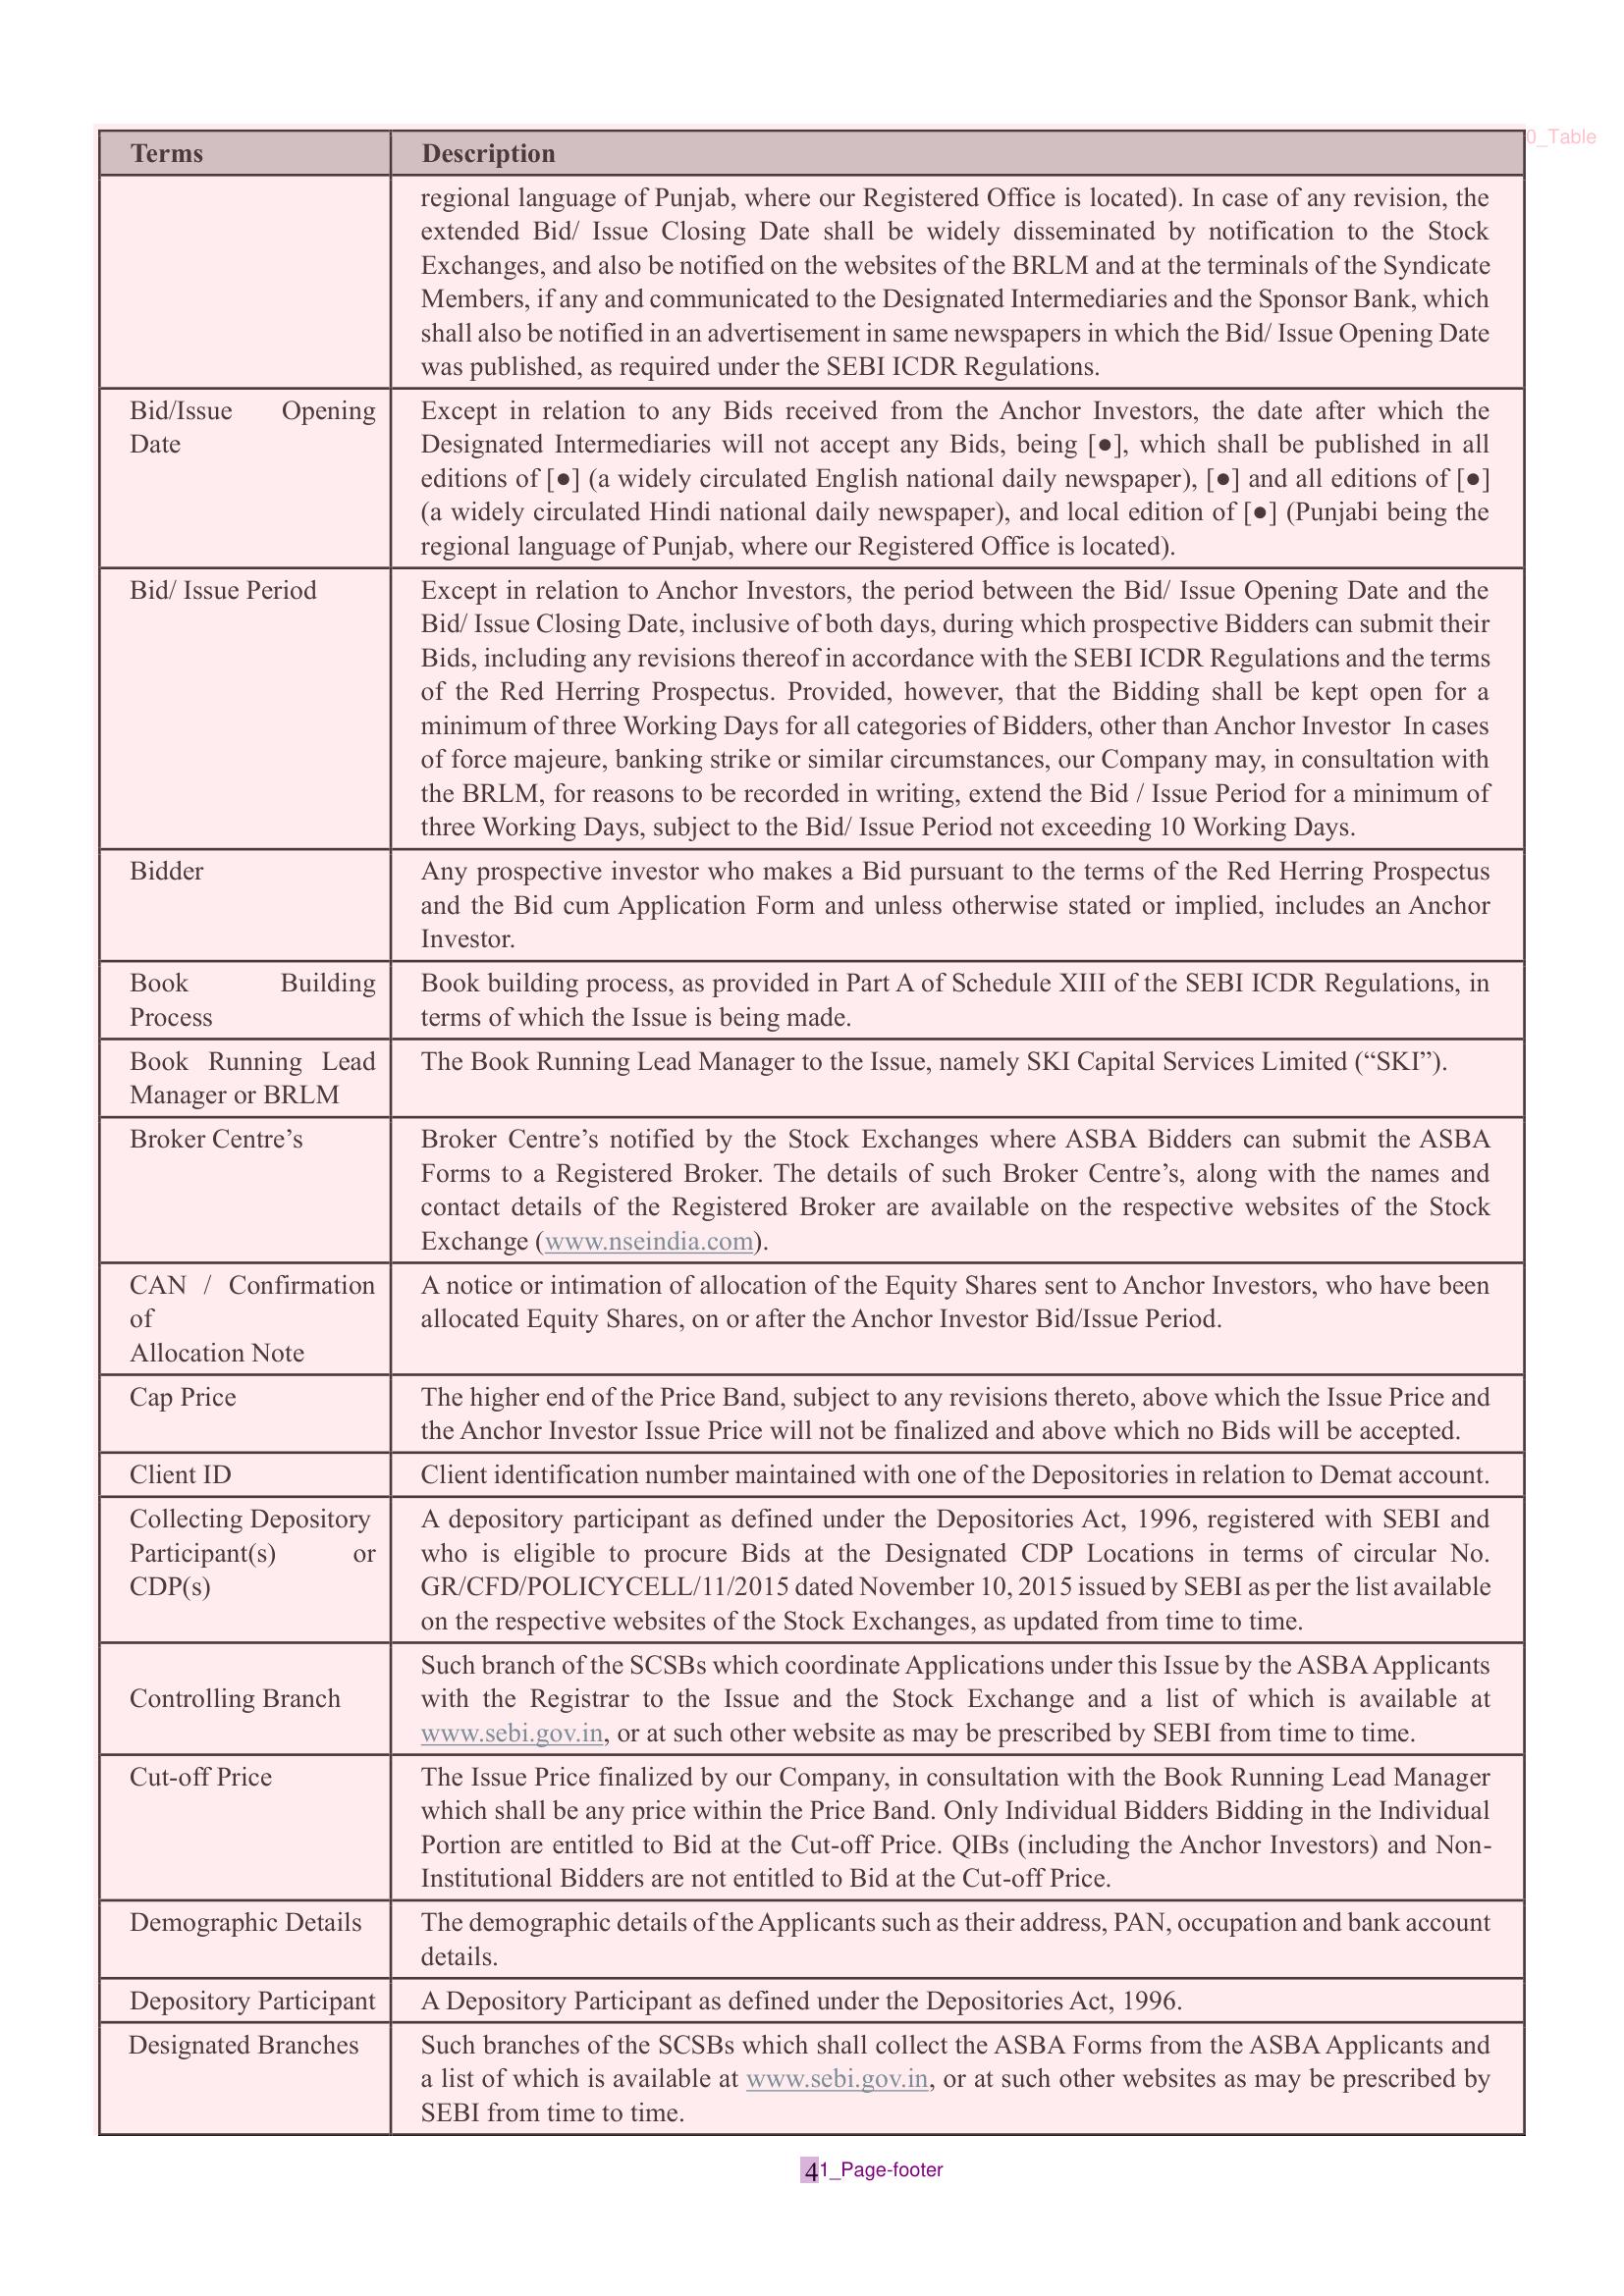 0_Table
Terms Description
regional language of Punjab, where our Registered Office is located). In case of any revision, the
extended Bid/ Issue Closing Date shall be widely disseminated by notification to the Stock
Exchanges, and also be notified on the websites of the BRLM and at the terminals of the Syndicate
Members, if any and communicated to the Designated Intermediaries and the Sponsor Bank, which
shall also be notified in an advertisement in same newspapers in which the Bid/ Issue Opening Date
was published, as required under the SEBI ICDR Regulations.
Bid/Issue Opening
Date
Except in relation to any Bids received from the Anchor Investors, the date after which the
Designated Intermediaries will not accept any Bids, being [●], which shall be published in all
editions of [●] (a widely circulated English national daily newspaper), [●] and all editions of [●]
(a widely circulated Hindi national daily newspaper), and local edition of [●] (Punjabi being the
regional language of Punjab, where our Registered Office is located).
Bid/ Issue Period
Except in relation to Anchor Investors, the period between the Bid/ Issue Opening Date and the
Bid/ Issue Closing Date, inclusive of both days, during which prospective Bidders can submit their
Bids, including any revisions thereof in accordance with the SEBI ICDR Regulations and the terms
of the Red Herring Prospectus. Provided, however, that the Bidding shall be kept open for a
minimum of three Working Days for all categories of Bidders, other than Anchor Investor In cases
of force majeure, banking strike or similar circumstances, our Company may, in consultation with
the BRLM, for reasons to be recorded in writing, extend the Bid / Issue Period for a minimum of
three Working Days, subject to the Bid/ Issue Period not exceeding 10 Working Days.
Bidder
Any prospective investor who makes a Bid pursuant to the terms of the Red Herring Prospectus
and the Bid cum Application Form and unless otherwise stated or implied, includes an Anchor
Investor.
Book Building
Process
Book building process, as provided in Part A of Schedule XIII of the SEBI ICDR Regulations, in
terms of which the Issue is being made.
Book Running Lead
Manager or BRLM
The Book Running Lead Manager to the Issue, namely SKI Capital Services Limited (“SKI”).
Broker Centre’s
Broker Centre’s notified by the Stock Exchanges where ASBA Bidders can submit the ASBA
Forms to a Registered Broker. The details of such Broker Centre’s, along with the names and
contact details of the Registered Broker are available on the respective websites of the Stock
Exchange (www.nseindia.com).
CAN / Confirmation
of
Allocation Note
A notice or intimation of allocation of the Equity Shares sent to Anchor Investors, who have been
allocated Equity Shares, on or after the Anchor Investor Bid/Issue Period.
Cap Price
The higher end of the Price Band, subject to any revisions thereto, above which the Issue Price and
the Anchor Investor Issue Price will not be finalized and above which no Bids will be accepted.
Client ID
Client identification number maintained with one of the Depositories in relation to Demat account.
Collecting Depository
Participant(s) or
CDP(s)
A depository participant as defined under the Depositories Act, 1996, registered with SEBI and
who is eligible to procure Bids at the Designated CDP Locations in terms of circular No.
GR/CFD/POLICYCELL/11/2015 dated November 10, 2015 issued by SEBI as per the list available
on the respective websites of the Stock Exchanges, as updated from time to time.
Controlling Branch
Such branch of the SCSBs which coordinate Applications under this Issue by the ASBA Applicants
with the Registrar to the Issue and the Stock Exchange and a list of which is available at
www.sebi.gov.in, or at such other website as may be prescribed by SEBI from time to time.
Cut-off Price
The Issue Price finalized by our Company, in consultation with the Book Running Lead Manager
which shall be any price within the Price Band. Only Individual Bidders Bidding in the Individual
Portion are entitled to Bid at the Cut-off Price. QIBs (including the Anchor Investors) and Non-
Institutional Bidders are not entitled to Bid at the Cut-off Price.
Demographic Details
The demographic details of the Applicants such as their address, PAN, occupation and bank account
details.
Depository Participant
A Depository Participant as defined under the Depositories Act, 1996.
Designated Branches
Such branches of the SCSBs which shall collect the ASBA Forms from the ASBA Applicants and
a list of which is available at www.sebi.gov.in, or at such other websites as may be prescribed by
SEBI from time to time.
4 1_Page-footer